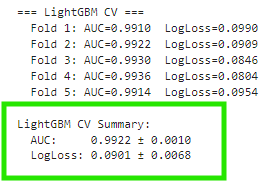 === LightGBM CV ===
Fold 1: AUC=0.9910 LogLoss=0.0990
Fold 2: AUC=0.9922 LogLoss=0.0909
Fold 3: AUC=0.9930 LogLoss=0.0846
Fold 4: AUC=0.9936 LogLoss=0.0804
Fold 5: AUC=0.9914 LogLoss=0.0954
LightGBM CV Summary:
AUC: 0.9922 ± 0.0010
LogLoss: 0.0901 ± 0.0068